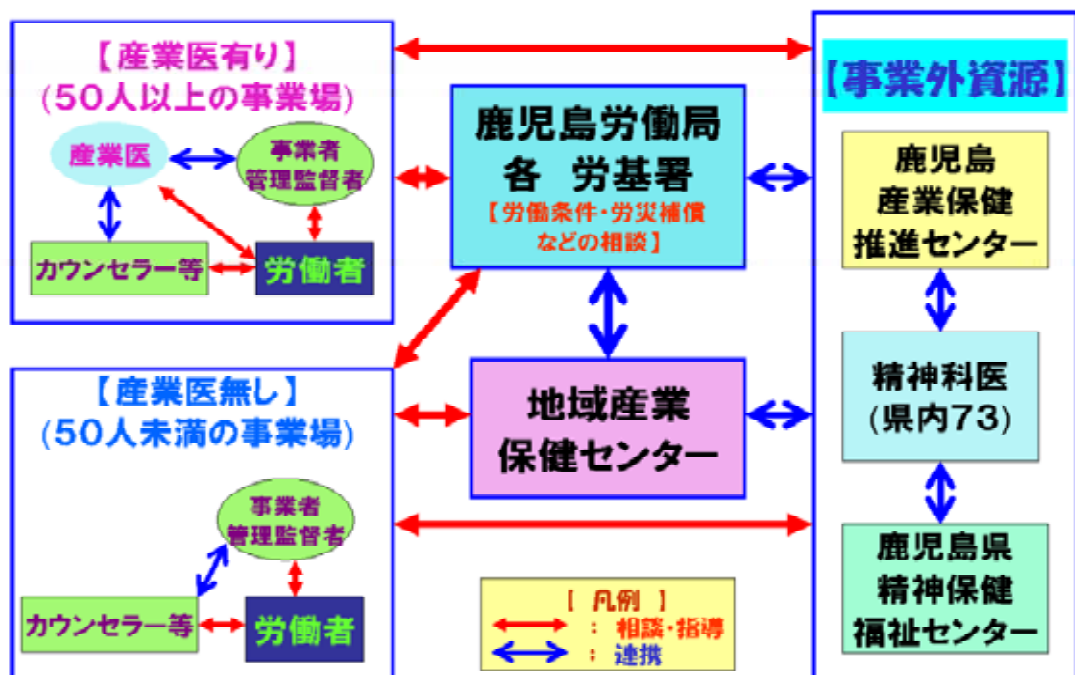 【産業医有り】
(50人以上の事業場)
産業医
事業者
管理監督者
カウンセラー等
労働者
【産業医無し】
(50人未満の事業場)
事業者
管理監督者
カウンセラー等
労働者
鹿児島労働局
各 労基署
【労働条件・労災補償
などの相談】
地域産業
保健センター
【 凡例 】
: 相談・指導
: 連携
【事業外資源】
鹿児島
産業保健
推進センター
精神科医
(県内73)
鹿児島県
精神保健
福祉センター